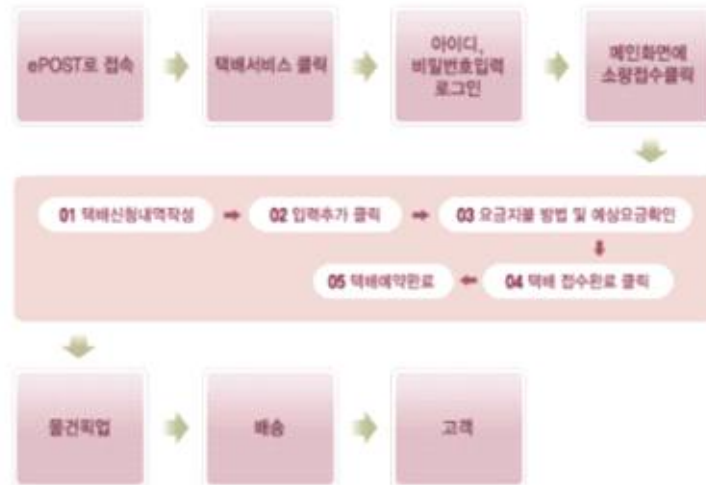 ePOST로 접속
택배서비스 클릭
아이디,
비밀번호입력
로그인
메인화면에
소량접수클릭
01 택배신청내역작성
02 입력추가 클릭
03 요금지불 방법 및 예상요금확인
04 택배 접수완료 클릭
05 택배예약완료
물건픽업
배송
고객